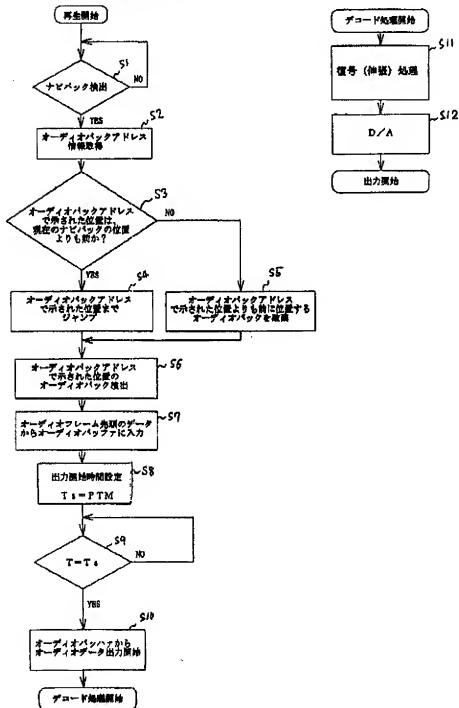 再生開始
S1
ナビパック検出
NO
YES
S2
オーディオパックアドレス
情報取得
S3
オーディオパックアドレス
で示された位置は、
現在のナビパックの位置
よりも前か?
NO
YES
S4
オーディオパックアドレス
で示された位置まで
ジャンプ
S5
オーディオパックアドレス
で示された位置よりも前に位置する
オーディオパックを破棄
S6
オーディオパックアドレス
で示された位置の
オーディオパック検出
S7
オーディオフレーム先頭のデータ
からオーディオバッファに入力
S8
出力開始時間設定
Ts=PTM
S9
T=Ts
NO
YES
S10
オーディオバッファから
オーディオデータ出力開始
デコード処理開始
デコード処理開始
S11
復号(伸張)処理
S12
D/A
出力開始